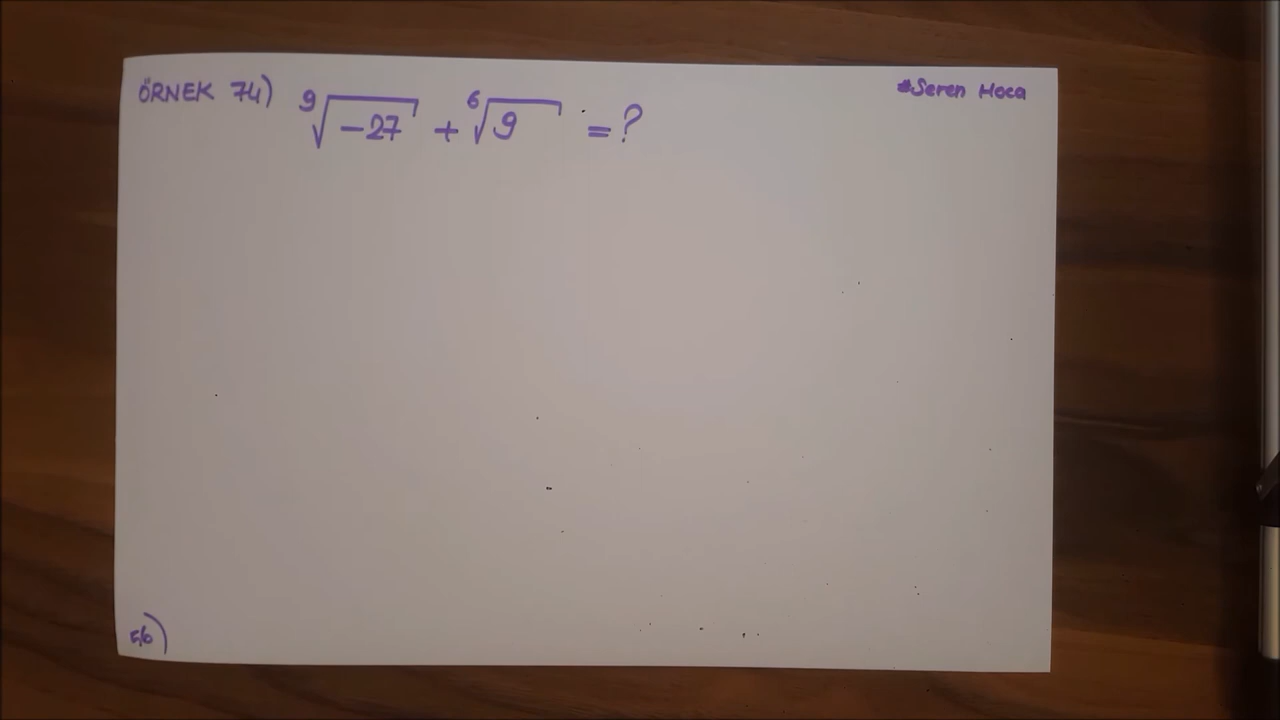 ÖRNEK 74) ⁹√-27 + ⁶√9 = ?
#Seren Hoca
56)